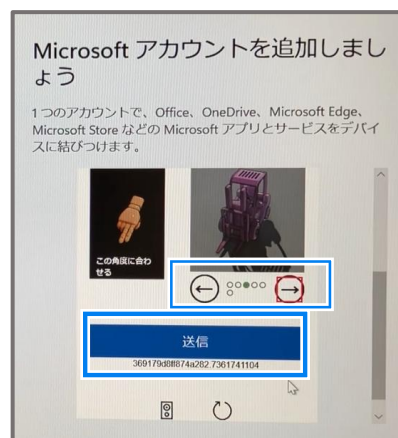 Microsoft アカウントを追加しまし
ょう
1 つのアカウントで、Office、OneDrive、Microsoft Edge、
Microsoft Store などの Microsoft アプリとサービスをデバイ
スに結びつけます。
この角度に合わ
せる
送信
369179d8ff874a282.7361741104